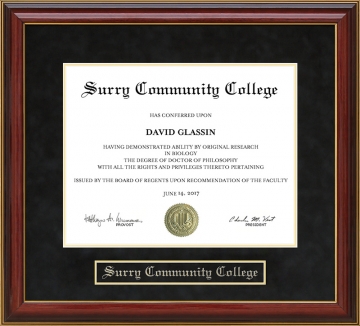 Surry Community College
HAS CONFERRED UPON
DAVID GLASSIN
HAVING DEMONSTRATED ABILITY BY ORIGINAL RESEARCH
IN BIOLOGY
THE DEGREE OF DOCTOR OF PHILOSOPHY
WITH ALL THE RIGHTS AND PRIVILEGES THERETO PERTAINING
ISSUED BY THE BOARD OF REGENTS UPON RECOMMENDATION OF THE FACULTY
JUNE 14, 2017
PROVOST
PRESIDENT
Surry Community College